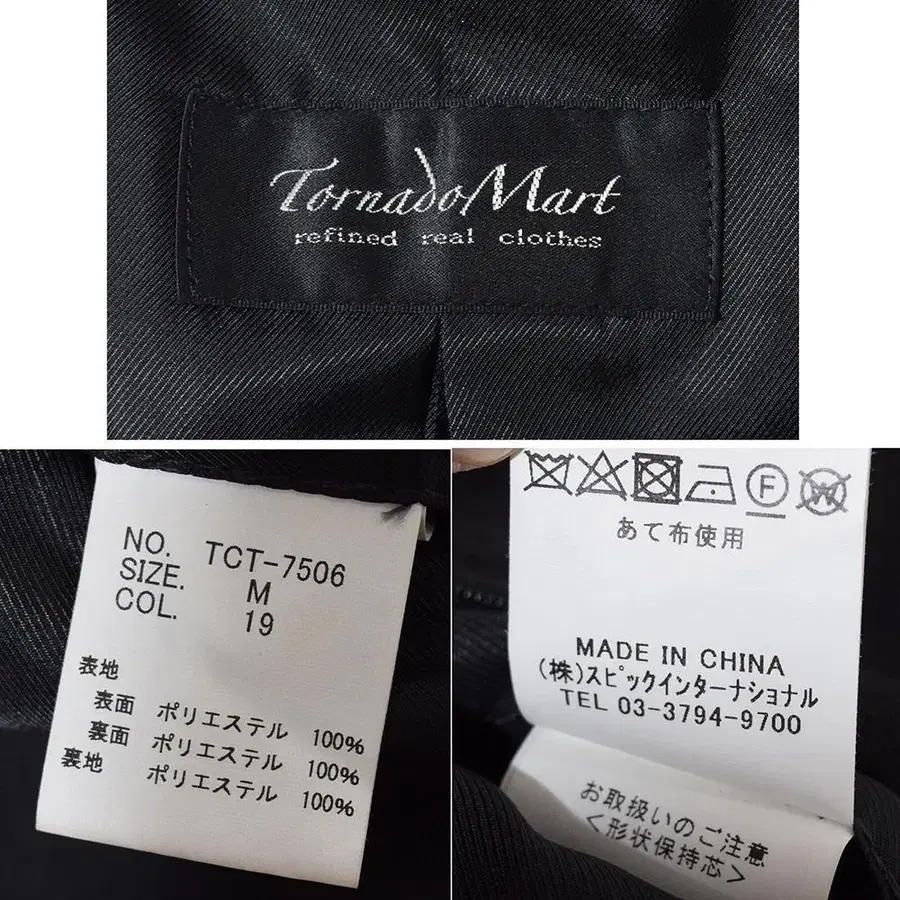 TornadoMart
refined real clothes
NO. TCT-7506
SIZE. M
COL. 19
表地
表面 ポリエステル 100%
裏面 ポリエステル 100%
裏地 ポリエステル 100%
F W
あて布使用
MADE IN CHINA
(株)スピックインターナショナル
TEL 03-3794-9700
お取扱いのご注意
<形状保持芯>